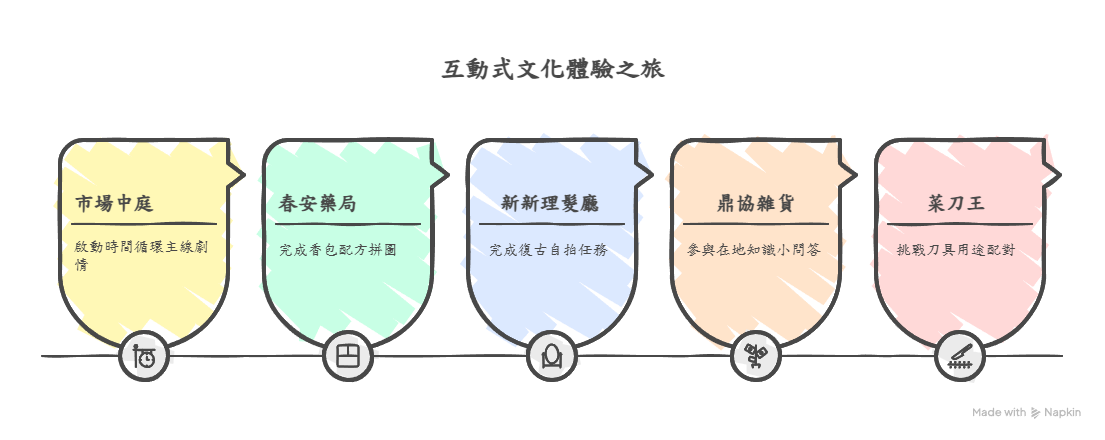 互動式文化體驗之旅
市場中庭
啟動時間循環主線劇
情
春安藥局
完成香包配方拼圖
新新理髮廳
完成復古自拍任務
鼎協雜貨
參與在地知識小問答
菜刀王
挑戰刀具用途配對
Made with Napkin